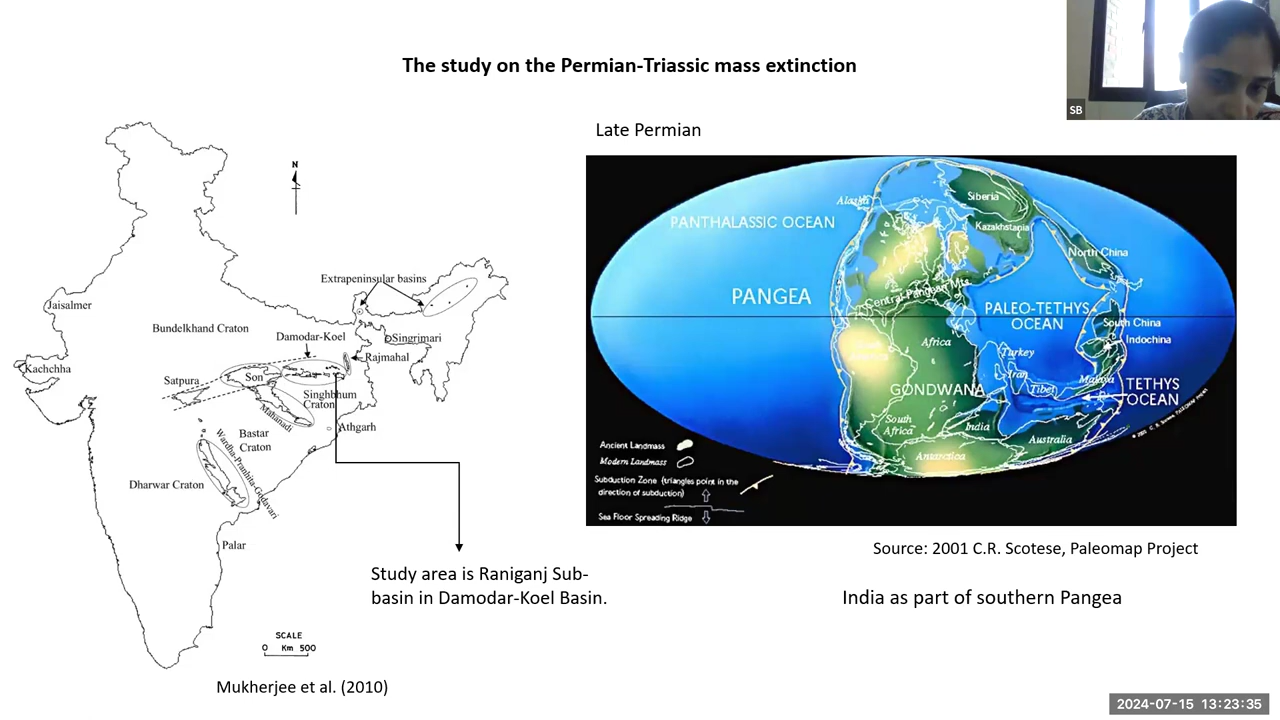 The study on the Permian-Triassic mass extinction
SB
Late Permian
N
Extrapeninsular basins
Jaisalmer
Bundelkhand Craton
Damodar-Koel
Singrimari
Rajmahal
Kachchha
Satpura
Son
Singhbhum
Craton
Mahanadi
Athgarh
Bastar
Craton
Wardha-Pranhita-Godavari
Dharwar Craton
Palar
Study area is Raniganj Sub-
basin in Damodar-Koel Basin.
SCALE
0 Km 500
Mukherjee et al. (2010)
Alaska
PANTHALASSIC OCEAN
Siberia
Kazakhstania
North China
PANGEA
Central Pangean Mts.
PALEO-TETHYS
OCEAN
South China
Indochina
South
America
Africa
Turkey
Iran
Tibet
Malaya
TETHYS
OCEAN
GONDWANA
South
Africa
India
Australia
Antarctica
© 2001 C. R. Scotese PALEOMAP Project
Ancient Landmass
Modern Landmass
Subduction Zone (triangles point in the
direction of subduction)
Sea Floor Spreading Ridge
Source: 2001 C.R. Scotese, Paleomap Project
India as part of southern Pangea
2024-07-15 13:23:35